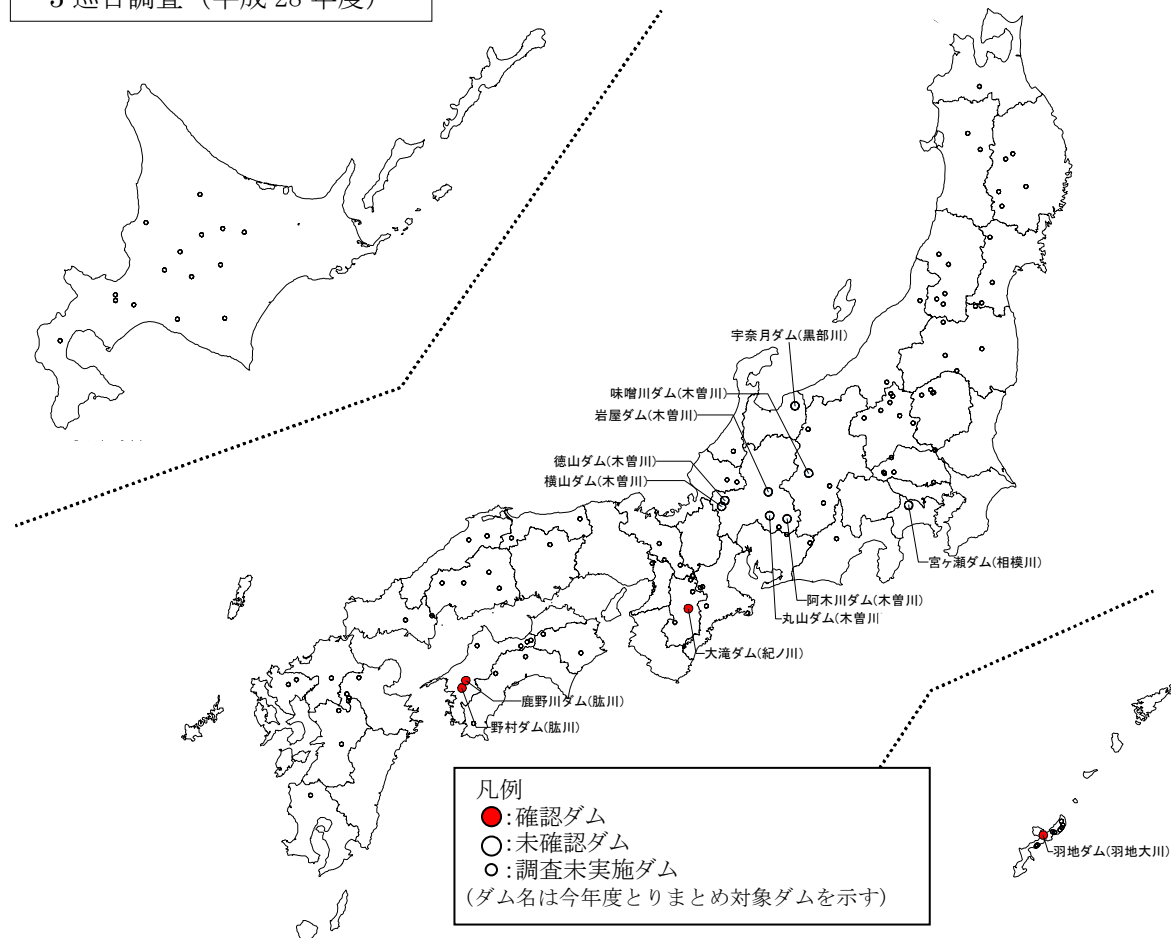 5 巡目調査（平成 28 年度）
宇奈月ダム(黒部川)
味噌川ダム(木曽川)
岩屋ダム(木曽川)
徳山ダム(木曽川)
横山ダム(木曽川)
宮ヶ瀬ダム(相模川)
阿木川ダム(木曽川)
丸山ダム(木曽川
大滝ダム(紀ノ川)
鹿野川ダム(肱川)
野村ダム(肱川)
羽地ダム(羽地大川)
凡例
:確認ダム
:未確認ダム
:調査未実施ダム
(ダム名は今年度とりまとめ対象ダムを示す)